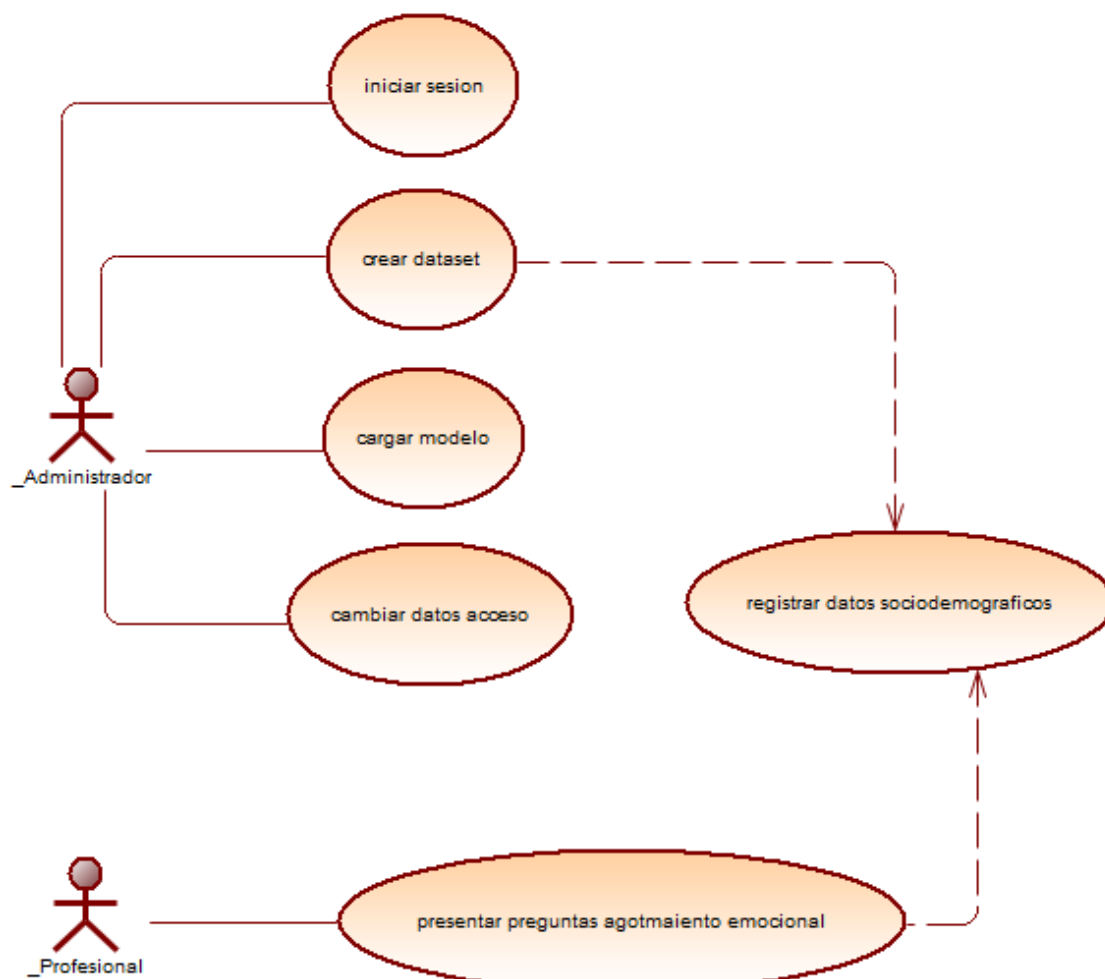 iniciar sesion
crear dataset
cargar modelo
_Administrador
cambiar datos acceso
registrar datos sociodemograficos
presentar preguntas agotmaiento emocional
_Profesional